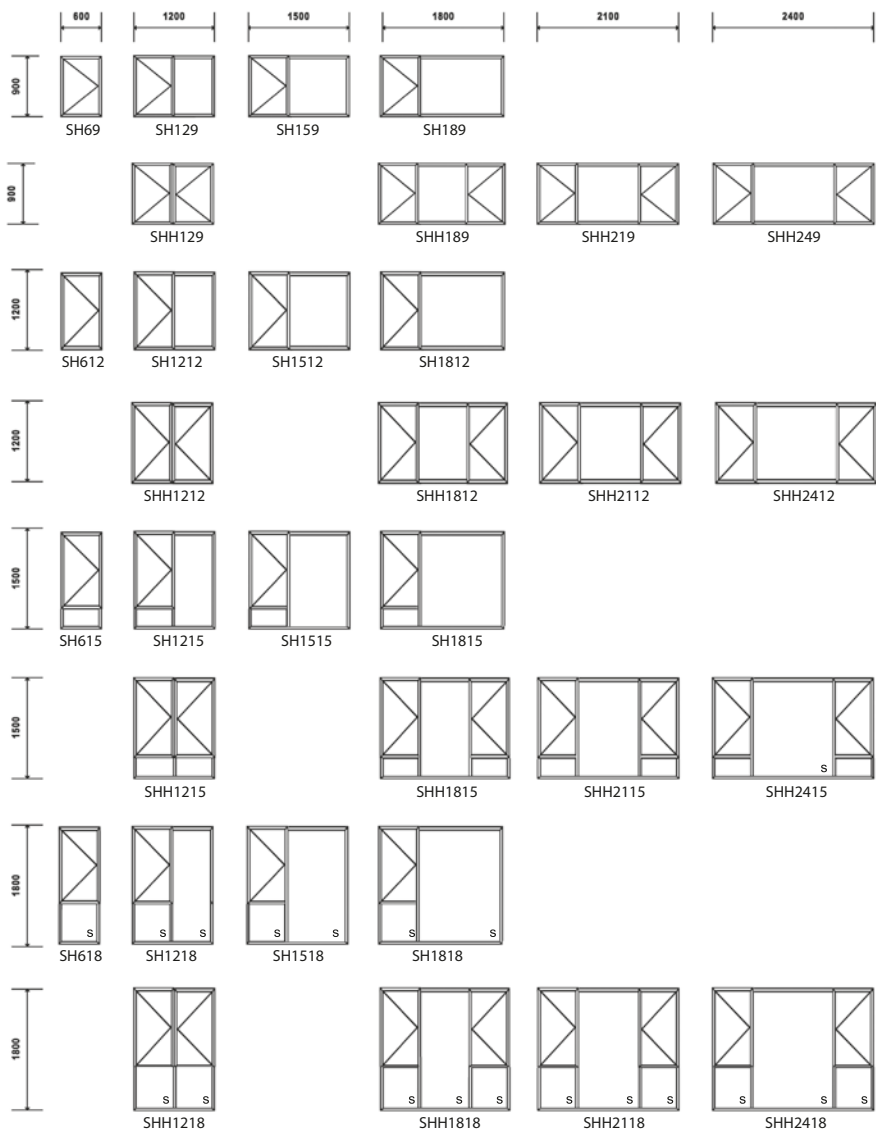 600 1200 1500 1800 2100 2400
900
SH69 SH129 SH159 SH189
900
SHH129 SHH189 SHH219 SHH249
1200
SH612 SH1212 SH1512 SH1812
1200
SHH1212 SHH1812 SHH2112 SHH2412
1500
SH615 SH1215 SH1515 SH1815
1500
S
SHH1215 SHH1815 SHH2115 SHH2415
1800
S S S S S S S
SH618 SH1218 SH1518 SH1818
1800
S S S S S S S S S S S
SHH1218 SHH1818 SHH2118 SHH2418